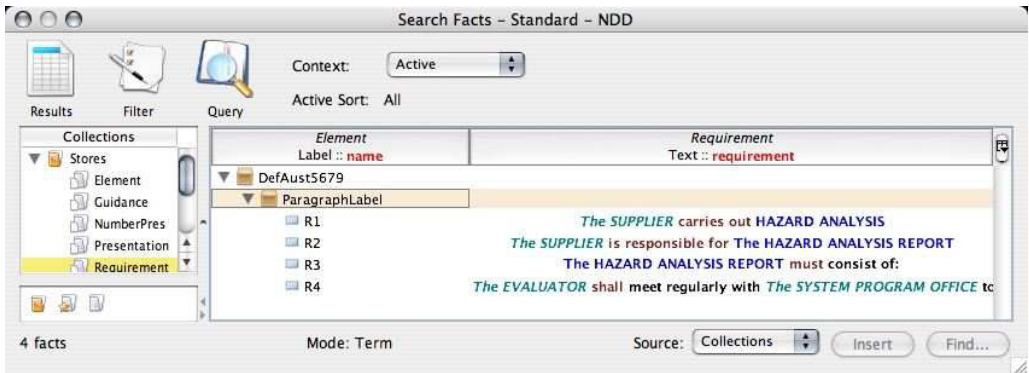 Search Facts – Standard – NDD
Context: Active
Active Sort: All
Results Filter Query
Collections
Stores
Element
Guidance
NumberPres
Presentation
Requirement
Element Requirement
Label :: name Text :: requirement
DefAust5679
ParagraphLabel
R1 The SUPPLIER carries out HAZARD ANALYSIS
R2 The SUPPLIER is responsible for The HAZARD ANALYSIS REPORT
R3 The HAZARD ANALYSIS REPORT must consist of:
R4 The EVALUATOR shall meet regularly with The SYSTEM PROGRAM OFFICE to
4 facts Mode: Term Source: Collections Insert Find...